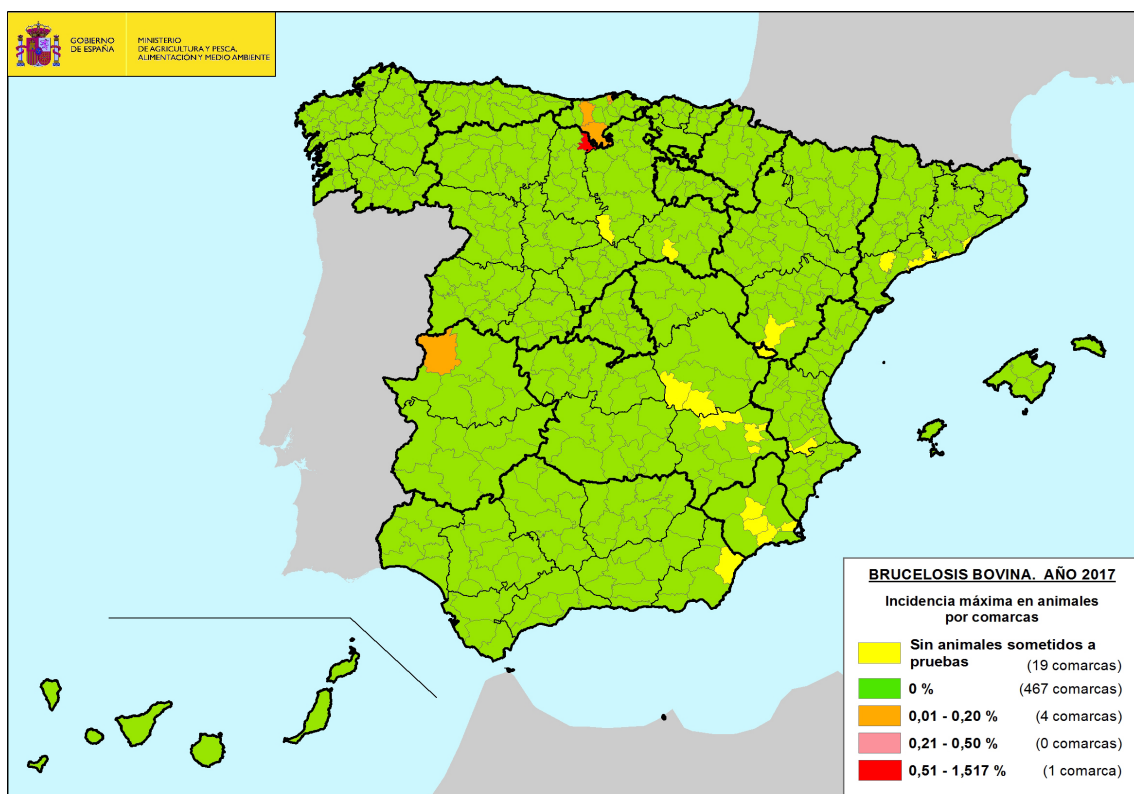 GOBIERNO
DE ESPAÑA
MINISTERIO
DE AGRICULTURA Y PESCA,
ALIMENTACIÓN Y MEDIO AMBIENTE
BRUCELOSIS BOVINA. AÑO 2017
Incidencia máxima en animales
por comarcas
Sin animales sometidos a
pruebas (19 comarcas)
0 % (467 comarcas)
0,01 - 0,20 % (4 comarcas)
0,21 - 0,50 % (0 comarcas)
0,51 - 1,517 % (1 comarca)